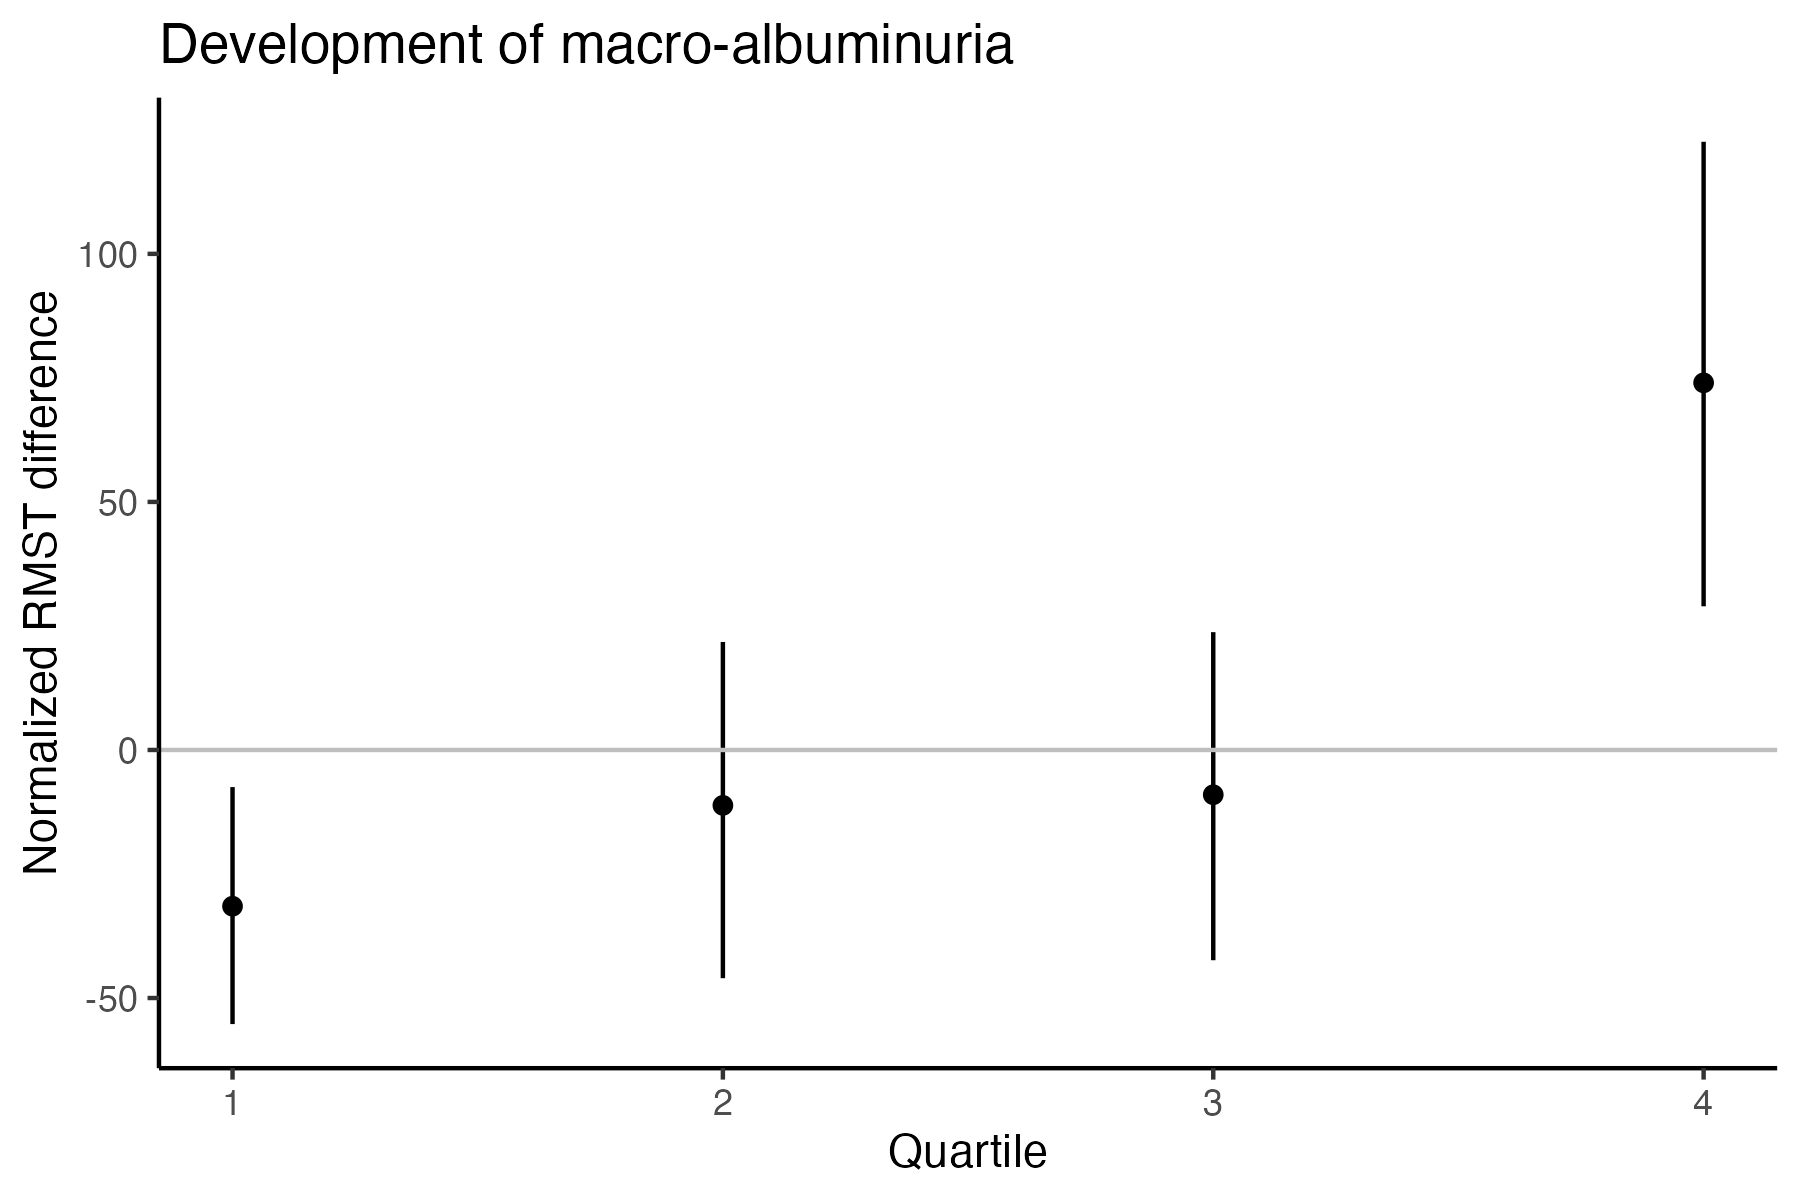 Development of macro-albuminuria
Normalized RMST difference
100
50
0
-50
1 2 3 4
Quartile